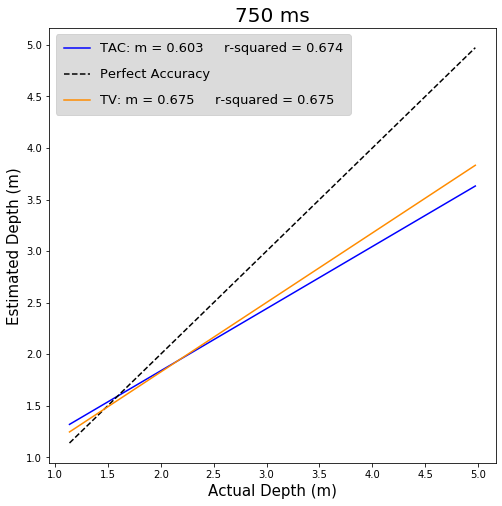 750 ms
TAC: m = 0.603 r-squared = 0.674
Perfect Accuracy
TV: m = 0.675 r-squared = 0.675
5.0
4.5
4.0
3.5
3.0
2.5
2.0
1.5
1.0
Estimated Depth (m)
1.0 1.5 2.0 2.5 3.0 3.5 4.0 4.5 5.0
Actual Depth (m)